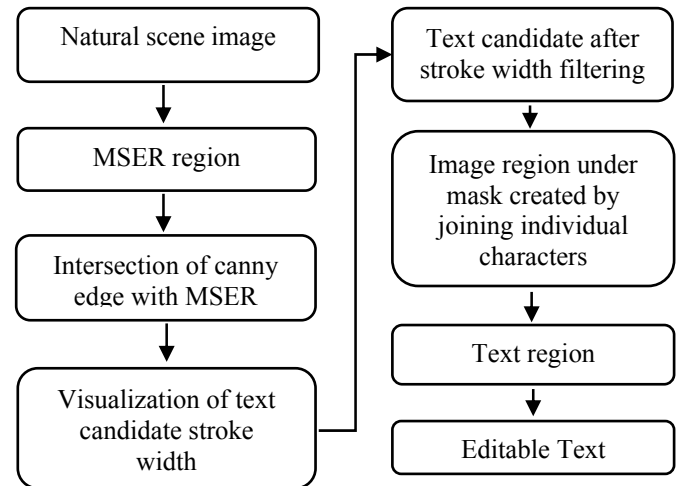 Natural scene image
MSER region
Intersection of canny
edge with MSER
Visualization of text
candidate stroke
width
Text candidate after
stroke width filtering
Image region under
mask created by
joining individual
characters
Text region
Editable Text